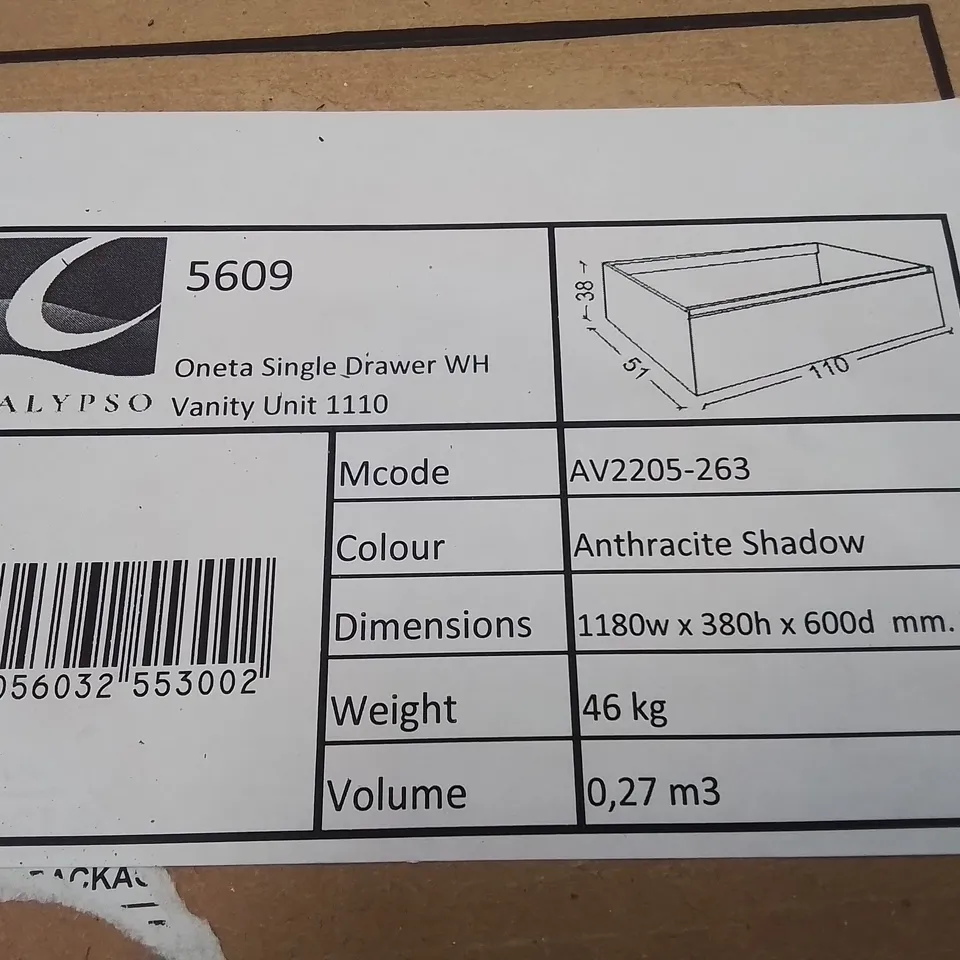 5609
Oneta Single Drawer WH
Vanity Unit 1110
ALYPSO
38
51
110
Mcode AV2205-263
Colour Anthracite Shadow
Dimensions 1180w x 380h x 600d mm.
Weight 46 kg
Volume 0,27 m3
056032 553002